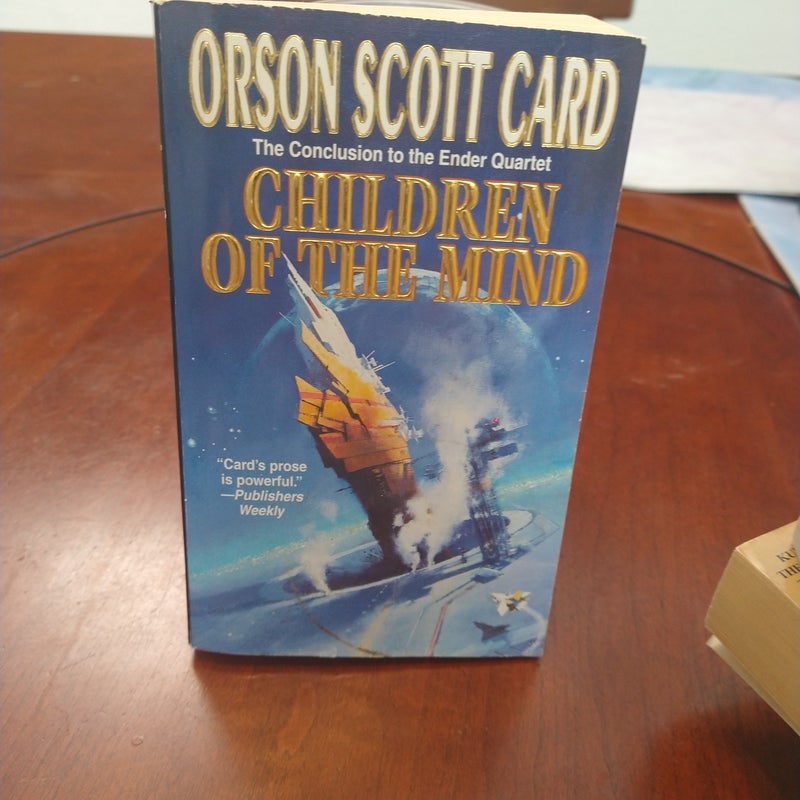 ORSON SCOTT CARD
The Conclusion to the Ender Quartet
CHILDREN
OF THE MIND
“Card's prose
is powerful.”
—Publishers
Weekly